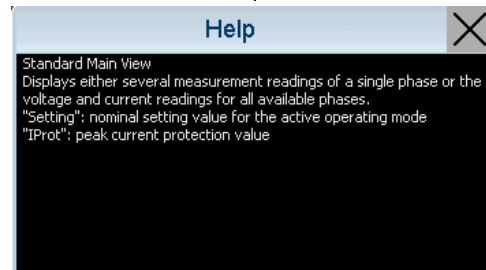 Help
Standard Main View
Displays either several measurement readings of a single phase or the
voltage and current readings for all available phases.
"Setting": nominal setting value for the active operating mode
"IProt": peak current protection value